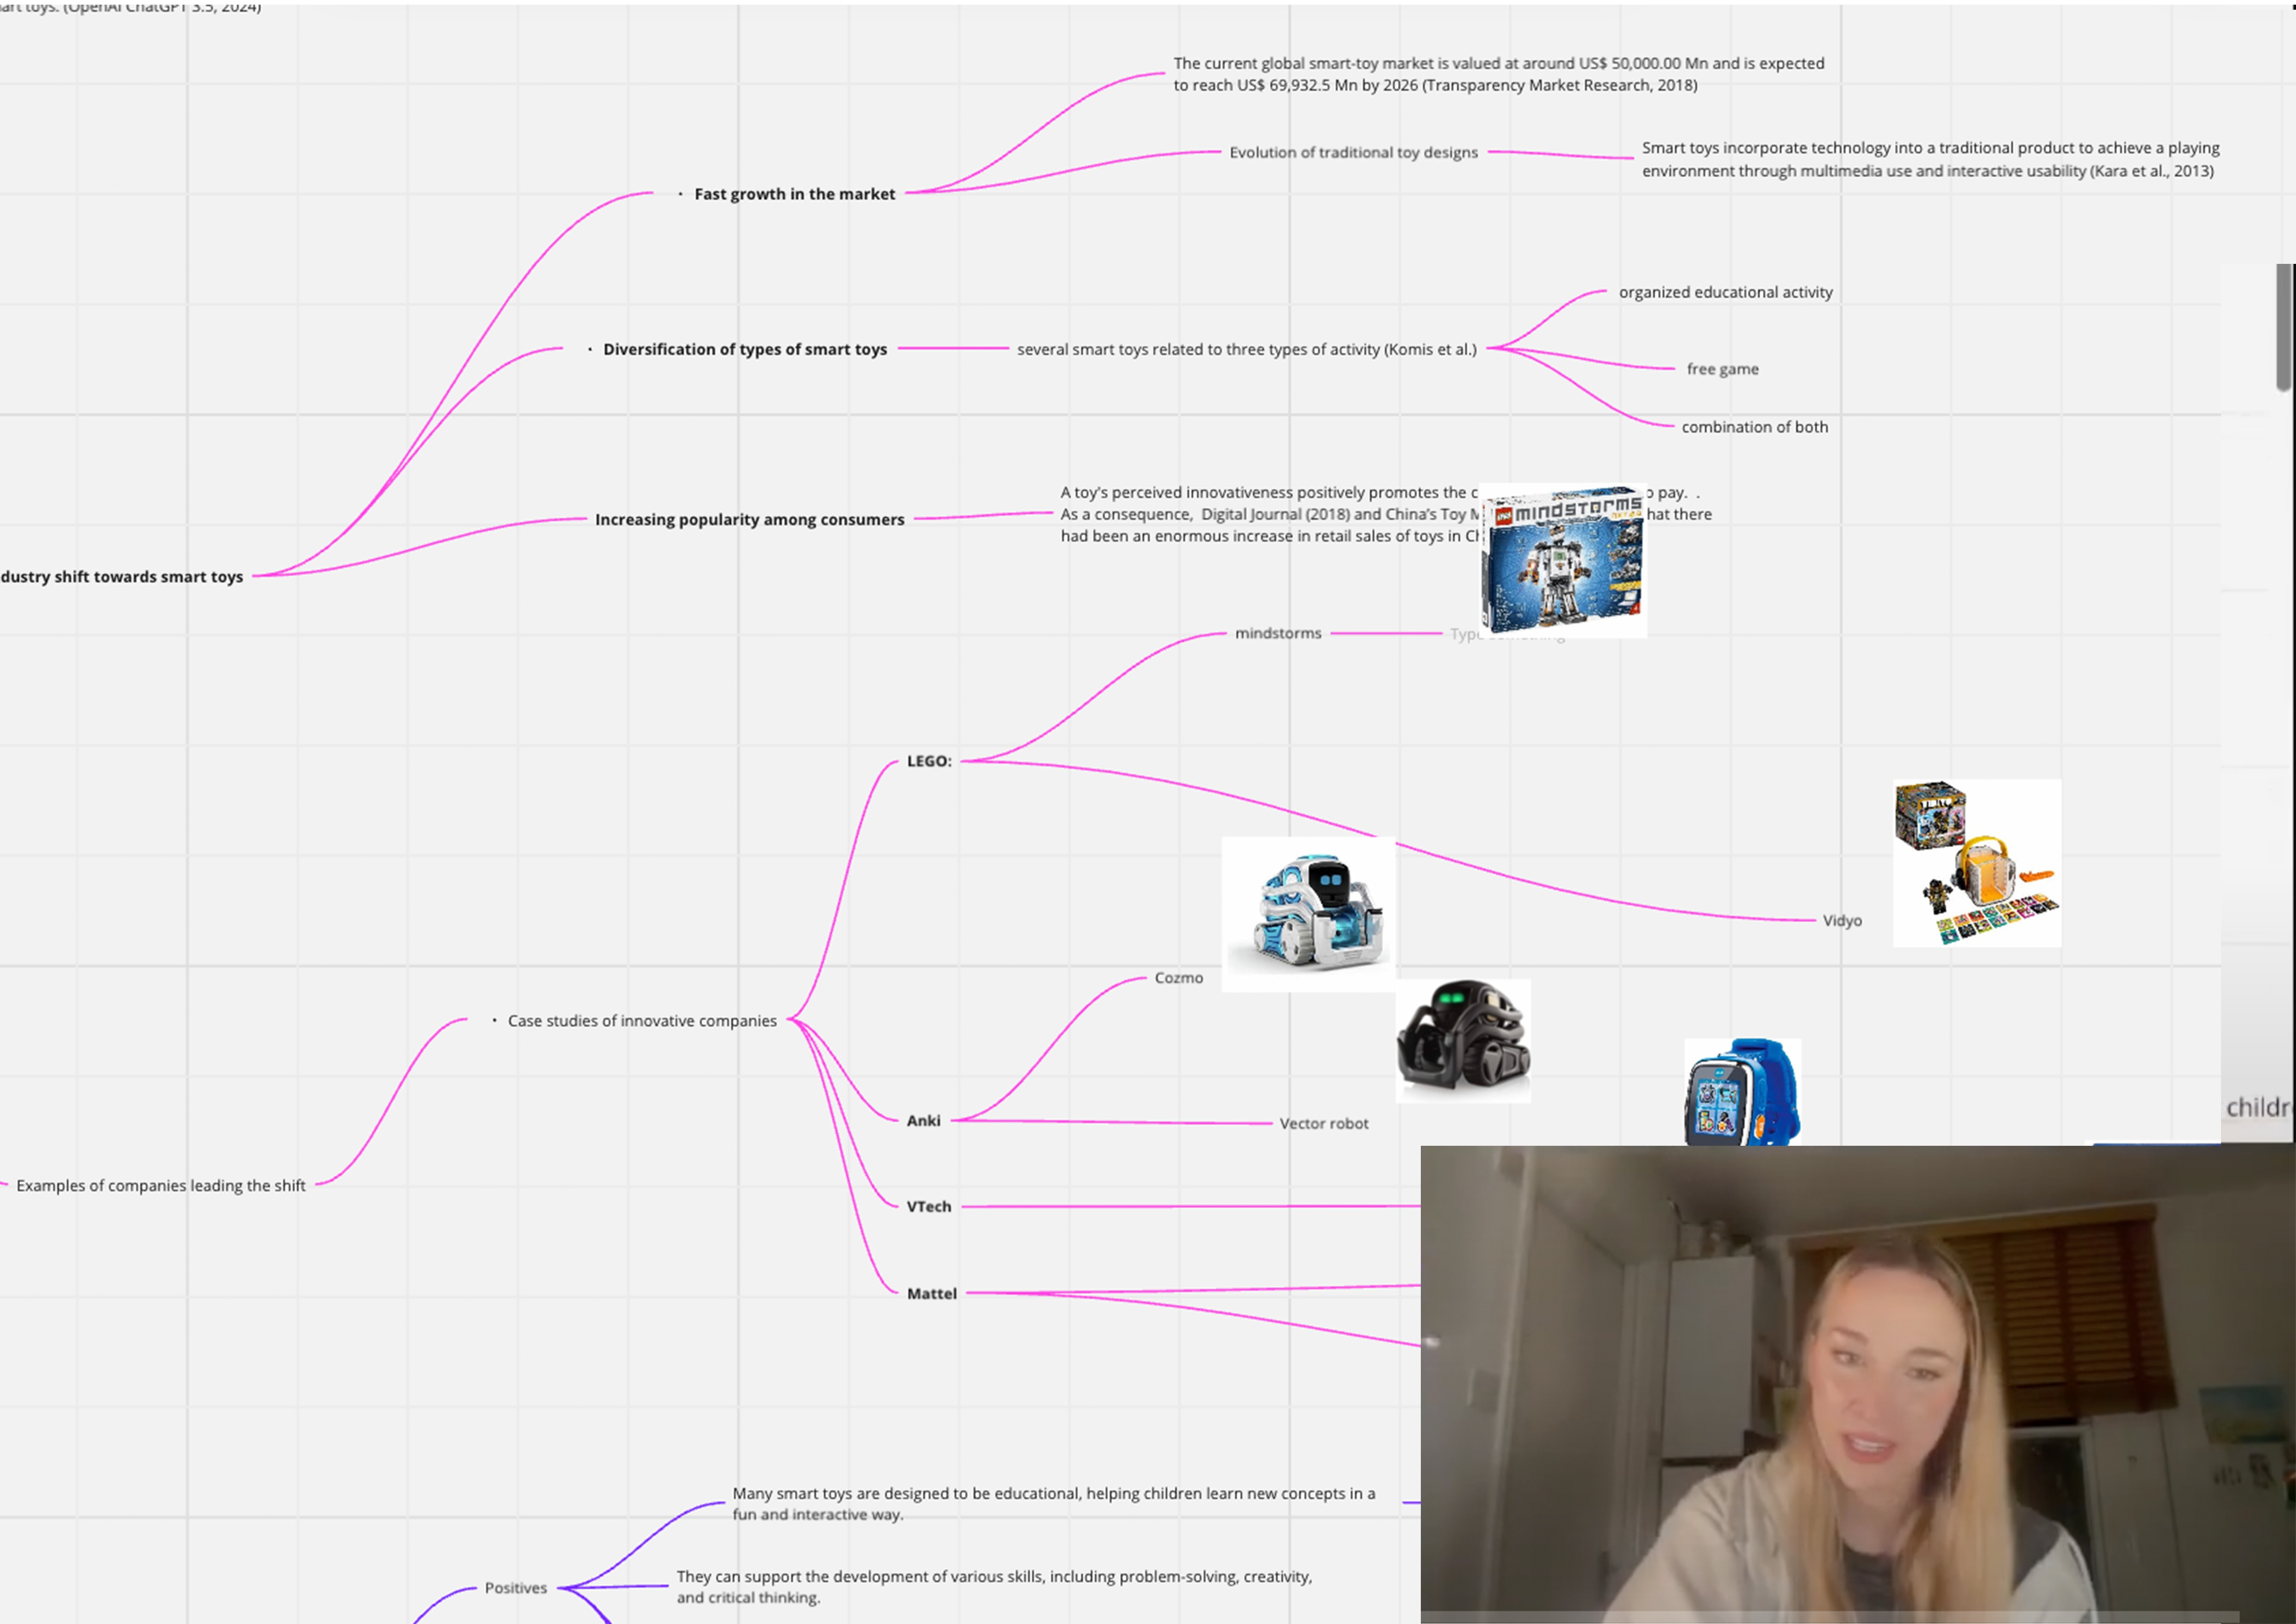 art toys. (OpenAI ChatGPT 3.5, 2024)
The current global smart-toy market is valued at around US$ 50,000.00 Mn and is expected
to reach US$ 69,932.5 Mn by 2026 (Transparency Market Research, 2018)
Evolution of traditional toy designs
Smart toys incorporate technology into a traditional product to achieve a playing
environment through multimedia use and interactive usability (Kara et al., 2013)
· Fast growth in the market
organized educational activity
· Diversification of types of smart toys
several smart toys related to three types of activity (Komis et al.)
free game
combination of both
A toy's perceived innovativeness positively promotes the c o pay. .
As a consequence, Digital Journal (2018) and China's Toy M hat there
had been an enormous increase in retail sales of toys in Ch
Increasing popularity among consumers
mindstorms
dustry shift towards smart toys
mindstorms
LEGO:
Vidyo
Cozmo
· Case studies of innovative companies
Anki
Vector robot
childr
Examples of companies leading the shift
VTech
Mattel
Many smart toys are designed to be educational, helping children learn new concepts in a
fun and interactive way.
Positives
They can support the development of various skills, including problem-solving, creativity,
and critical thinking.